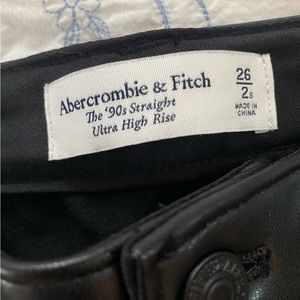 Abercrombie & Fitch
The '90s Straight
Ultra High Rise
26
2s
MADE IN
CHINA